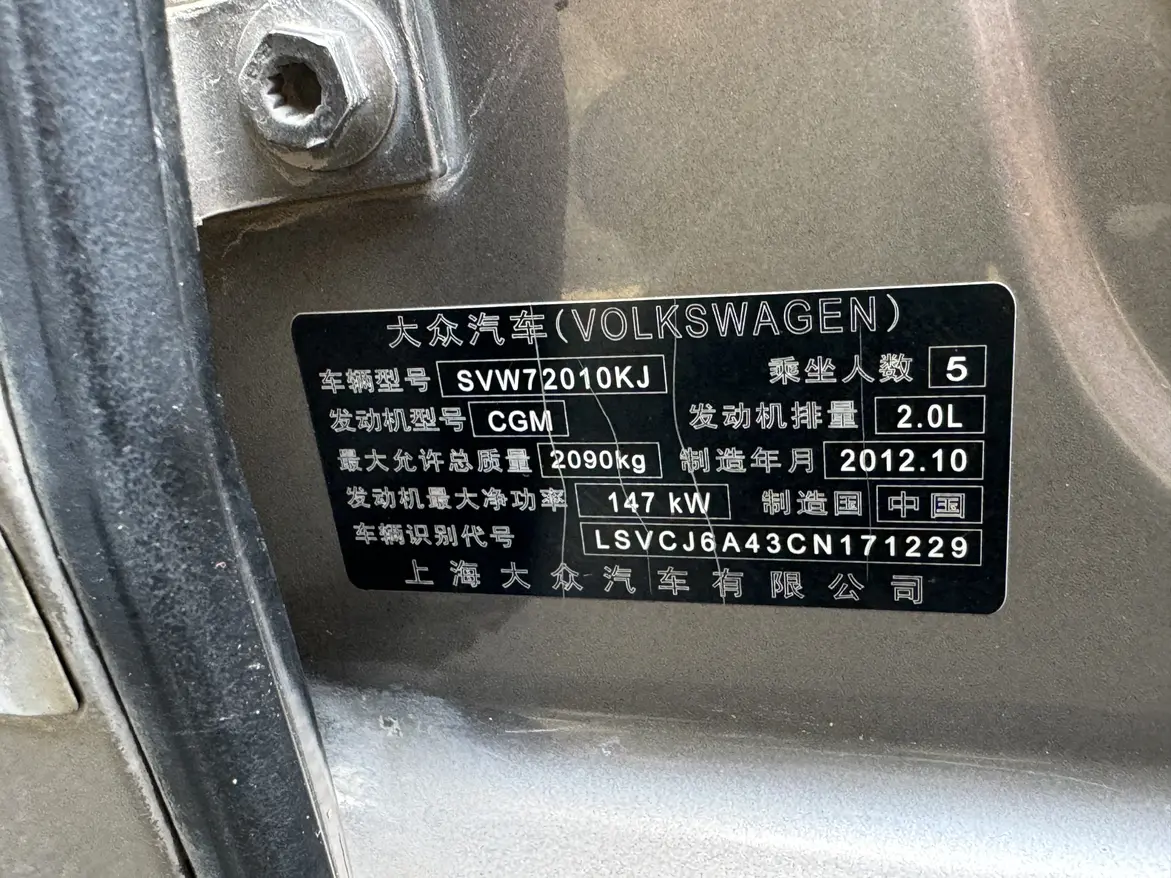 大众汽车(VOLKSWAGEN)
车辆型号 SVW72010KJ 乘坐人数 5
发动机型号 CGM 发动机排量 2.0L
最大允许总质量 2090kg 制造年月 2012.10
发动机最大净功率 147 kW 制造国 中国
车辆识别代号 LSVCJ6A43CN171229
上海大众汽车有限公司